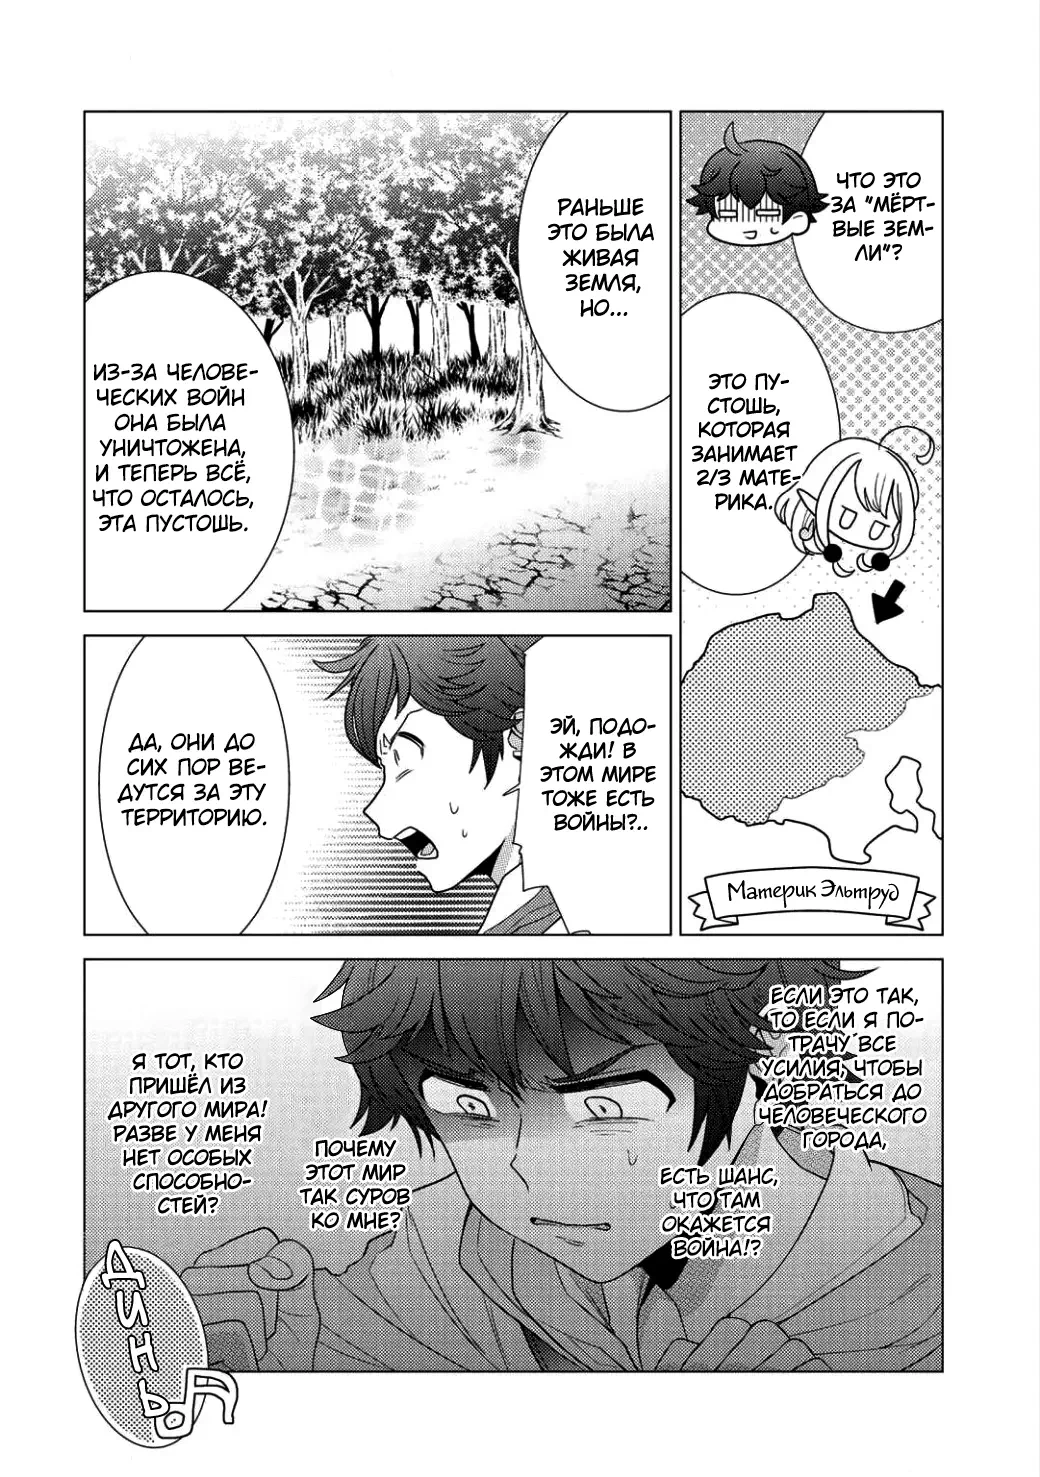 ЧТО ЭТО
ЗА "МЁРТ-
ВЫЕ ЗЕМ-
ЛИ"?
ЭТО ПУ-
СТОШЬ,
КОТОРАЯ
ЗАНИМАЕТ
2/3 МАТЕ-
РИКА.
Материк Эльтруд
РАНЬШЕ
ЭТО БЫЛА
ЖИВАЯ
ЗЕМЛЯ,
НО...
ИЗ-ЗА ЧЕЛОВЕ-
ЧЕСКИХ ВОЙН
ОНА БЫЛА
УНИЧТОЖЕНА,
И ТЕПЕРЬ ВСЁ,
ЧТО ОСТАЛОСЬ,
ЭТА ПУСТОШЬ.
ЭЙ, ПОДО-
ЖДИ! В
ЭТОМ МИРЕ
ТОЖЕ ЕСТЬ
ВОЙНЫ?..
ДА, ОНИ ДО
СИХ ПОР ВЕ-
ДУТСЯ ЗА ЭТУ
ТЕРРИТОРИЮ.
ЕСЛИ ЭТО ТАК,
ТО ЕСЛИ Я ПО-
ТРАЧУ ВСЕ
УСИЛИЯ, ЧТОБЫ
ДОБРАТЬСЯ ДО
ЧЕЛОВЕЧЕСКОГО
ГОРОДА,
ЕСТЬ ШАНС,
ЧТО ТАМ
ОКАЖЕТСЯ
ВОЙНА!?
ПОЧЕМУ
ЭТОТ МИР
ТАК СУРОВ
КО МНЕ?
Я ТОТ, КТО
ПРИШЁЛ ИЗ
ДРУГОГО МИРА!
РАЗВЕ У МЕНЯ
НЕТ ОСОБЫХ
СПОСОБНО-
СТЕЙ?
ДИНЬ